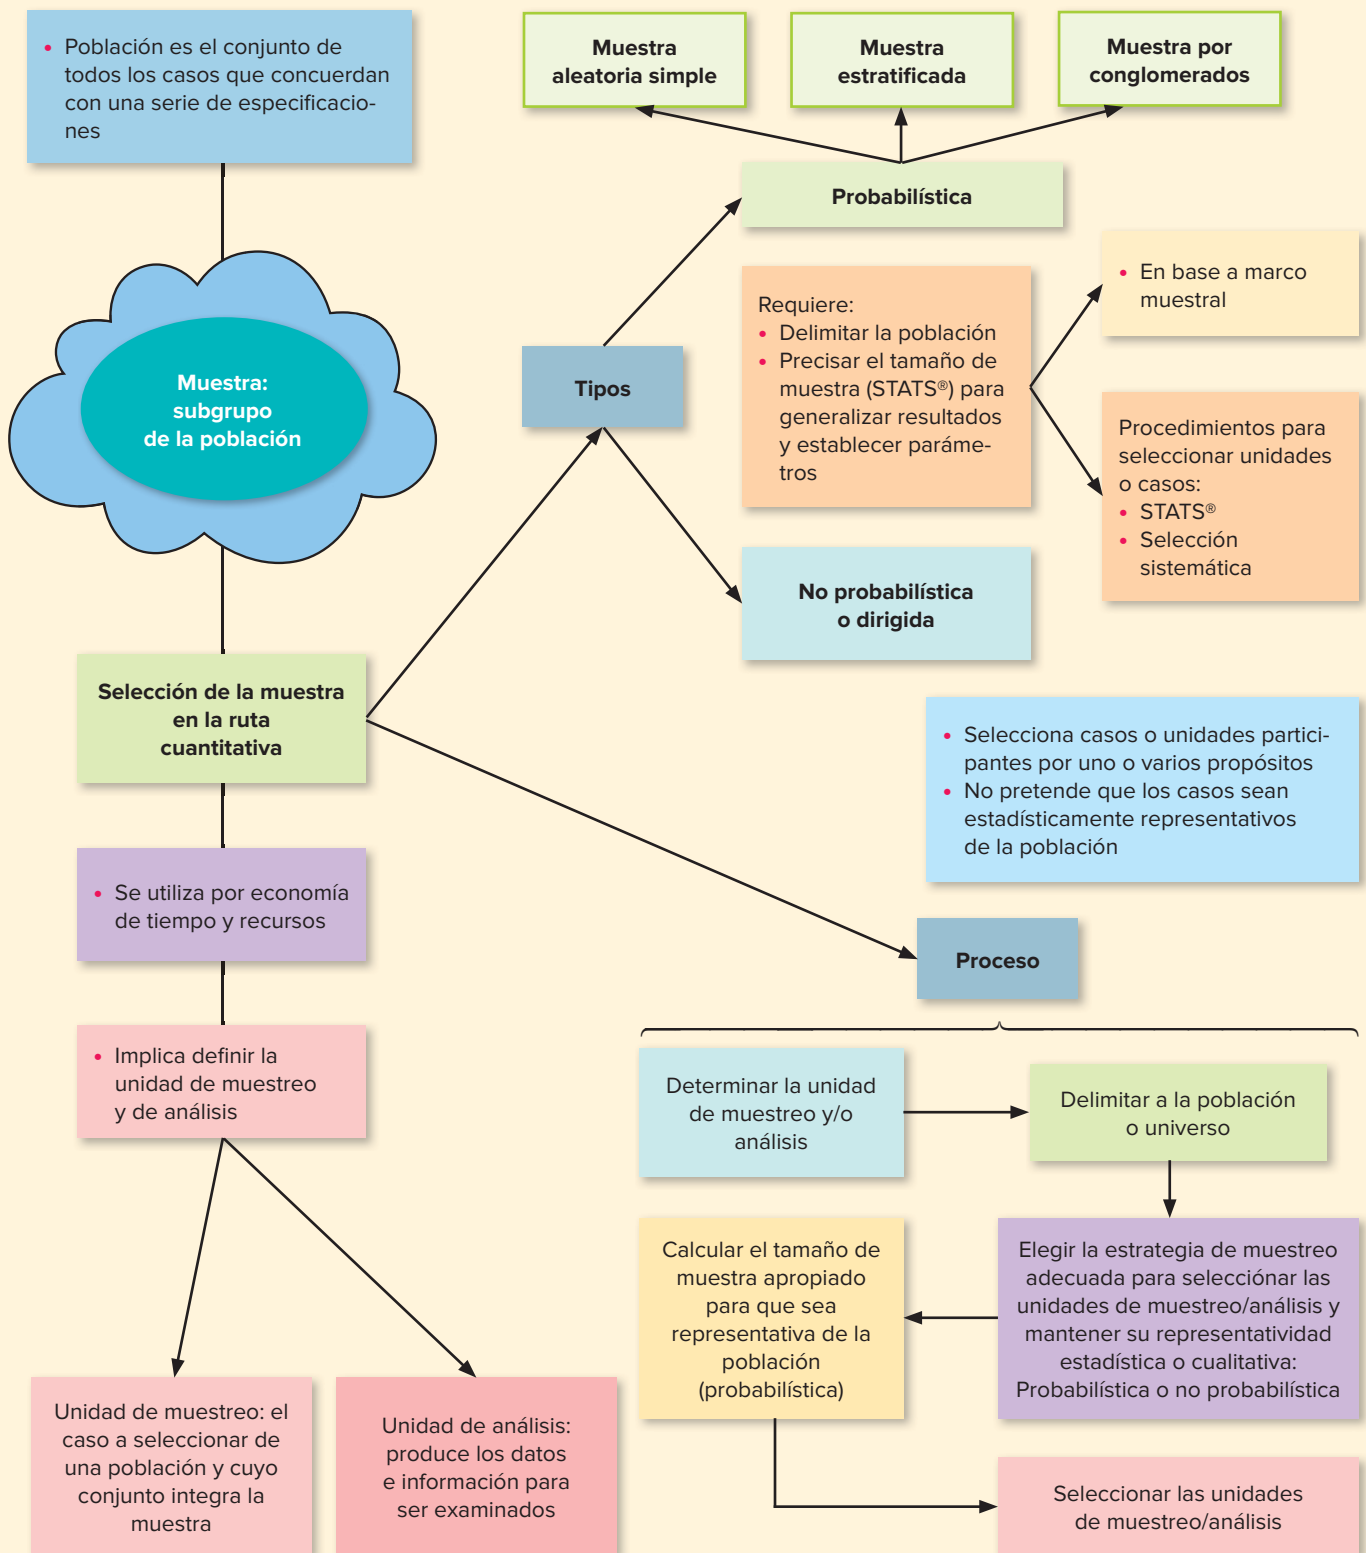 • Población es el conjunto de
todos los casos que concuerdan
con una serie de especificacio-
nes
Muestra:
subgrupo
de la población
Selección de la muestra
en la ruta
cuantitativa
• Se utiliza por economía
de tiempo y recursos
• Implica definir la
unidad de muestreo
y de análisis
Unidad de muestreo: el
caso a seleccionar de
una población y cuyo
conjunto integra la
muestra
Unidad de análisis:
produce los datos
e información para
ser examinados
Muestra
aleatoria simple
Muestra
estratificada
Muestra por
conglomerados
Probabilística
Tipos
Requiere:
• Delimitar la población
• Precisar el tamaño de
muestra (STATS®) para
generalizar resultados
y establecer paráme-
tros
• En base a marco
muestral
Procedimientos para
seleccionar unidades
o casos:
• STATS®
• Selección
sistemática
No probabilística
o dirigida
• Selecciona casos o unidades partici-
pantes por uno o varios propósitos
• No pretende que los casos sean
estadísticamente representativos
de la población
Proceso
Determinar la unidad
de muestreo y/o
análisis
Delimitar a la población
o universo
Elegir la estrategia de muestreo
adecuada para selecciónar las
unidades de muestreo/análisis y
mantener su representatividad
estadística o cualitativa:
Probabilística o no probabilística
Calcular el tamaño de
muestra apropiado
para que sea
representativa de la
población
(probabilística)
Seleccionar las unidades
de muestreo/análisis